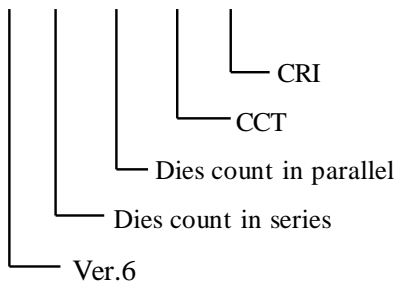 CRI
CCT
Dies count in parallel
Dies count in series
Ver.6